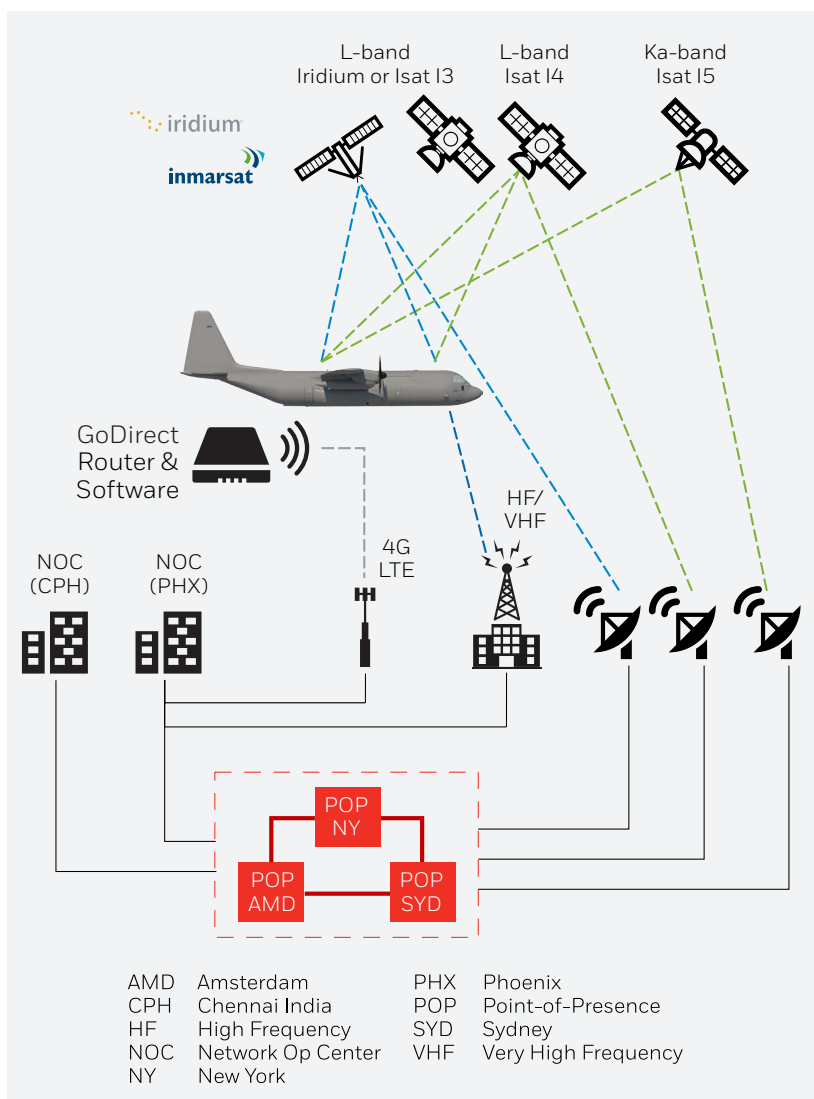 L-band
Iridium or Isat I3
L-band
Isat I4
Ka-band
Isat I5
iridium
inmarsat
GoDirect
Router &
Software
HF/
VHF
4G
LTE
NOC
(CPH)
NOC
(PHX)
POP
NY
POP
AMD
POP
SYD
AMD Amsterdam
CPH Chennai India
HF High Frequency
NOC Network Op Center
NY New York
PHX Phoenix
POP Point-of-Presence
SYD Sydney
VHF Very High Frequency